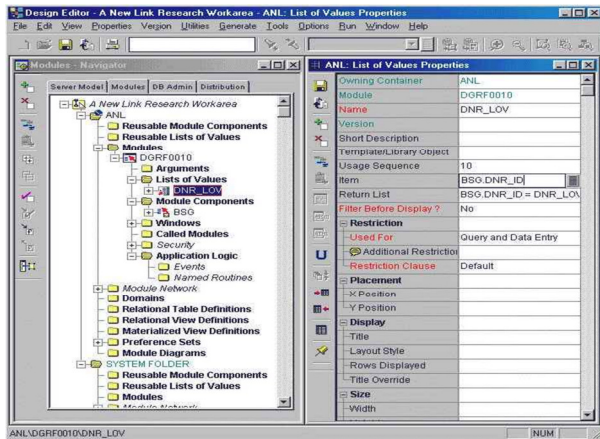 Design Editor - A New Link Research Workarea - ANL: List of Values Properties
File Edit View Properties Version Utilities Generate Tools Options Run Window Help
Modules - Navigator
Server Model Modules DB Admin Distribution
A New Link Research Workarea
ANL
Reusable Module Components
Reusable Lists of Values
Modules
DGRF0010
Arguments
Lists of Values
DNR_LOV
Module Components
BSG
Windows
Called Modules
Security
Application Logic
Events
Named Routines
Module Network
Domains
Relational Table Definitions
Relational View Definitions
Materialized View Definitions
Preference Sets
Module Diagrams
SYSTEM FOLDER
Reusable Module Components
Reusable Lists of Values
Modules
Module Network
ANL: List of Values Properties
Owning Container ANL
Module DGRF0010
Name DNR_LOV
Version
Short Description
Template/Library Object
Usage Sequence 10
Item BSG.DNR_ID
Return List BSG.DNR_ID = DNR_LOV
Filter Before Display ? No
Restriction
Used For Query and Data Entry
Additional Restriction
Restriction Clause Default
Placement
X Position
Y Position
Display
Title
Layout Style
Rows Displayed
Title Override
Size
Width
ANL\DGRF0010\DNR_LOV NUM